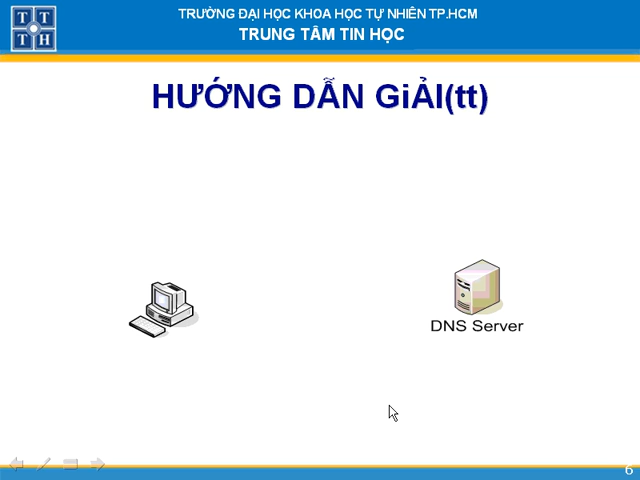 TRƯỜNG ĐẠI HỌC KHOA HỌC TỰ NHIÊN TP.HCM
TRUNG TÂM TIN HỌC
T T
T H
HƯỚNG DẪN GiẢI(tt)
DNS Server
6